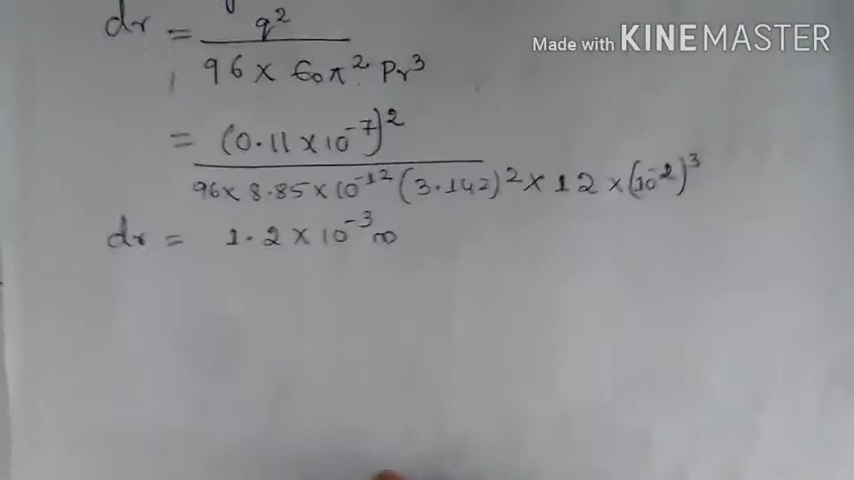 Made with KINEMASTER
dr = q²
96 × ϵ₀π² Pr³
= (0.11×10⁻⁷)²
96× 8.85×10⁻¹² (3.142)² × 12 ×(10⁻²)³
dr = 1.2 × 10⁻³m